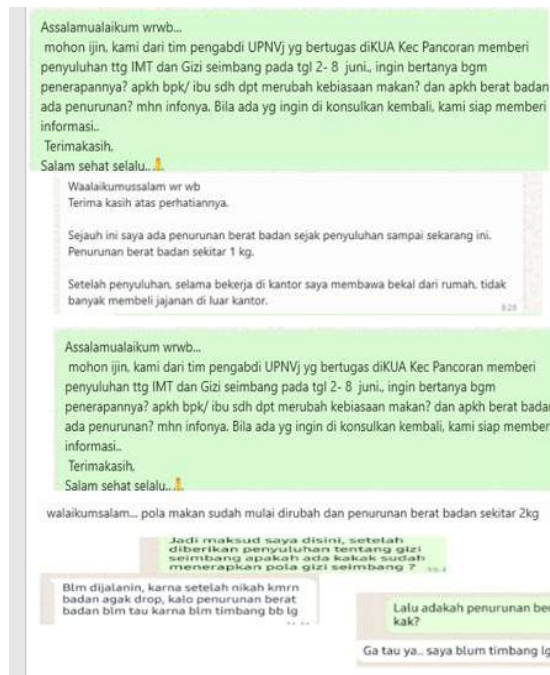 Assalamualaikum wrwb...
mohon ijin, kami dari tim pengabdi UPNVj yg bertugas diKUA Kec Pancoran memberi
penyuluhan ttg IMT dan Gizi seimbang pada tgl 2- 8 juni., ingin bertanya bgm
penerapannya? apkh bpk/ ibu sdh dpt merubah kebiasaan makan? dan apkh berat badan
ada penurunan? mhn infonya. Bila ada yg ingin di konsulkan kembali, kami siap memberi
informasi..
Terimakasih,
Salam sehat selalu..
Waalaikumussalam wr wb
Terima kasih atas perhatiannya.
Sejauh ini saya ada penurunan berat badan sejak penyuluhan sampai sekarang ini.
Penurunan berat badan sekitar 1 kg.
Setelah penyuluhan, selama bekerja di kantor saya membawa bekal dari rumah, tidak
banyak membeli jajanan di luar kantor.
8:26
Assalamualaikum wrwb...
mohon ijin, kami dari tim pengabdi UPNVj yg bertugas diKUA Kec Pancoran memberi
penyuluhan ttg IMT dan Gizi seimbang pada tgl 2- 8 juni., ingin bertanya bgm
penerapannya? apkh bpk/ ibu sdh dpt merubah kebiasaan makan? dan apkh berat badan
ada penurunan? mhn infonya. Bila ada yg ingin di konsulkan kembali, kami siap memberi
informasi..
Terimakasih,
Salam sehat selalu..
walaikumsalam... pola makan sudah mulai dirubah dan penurunan berat badan sekitar 2kg
Jadi maksud saya disini, setelah
diberikan penyuluhan tentang gizi
seimbang apakah ada kakak sudah
menerapkan pola gizi seimbang ?
Blm dijalanin, karna setelah nikah kmrn
badan agak drop, kalo penurunan berat
badan blm tau karna blm timbang bb lg
Lalu adakah penurunan
kak?
Ga tau ya.. saya blum timbang lg